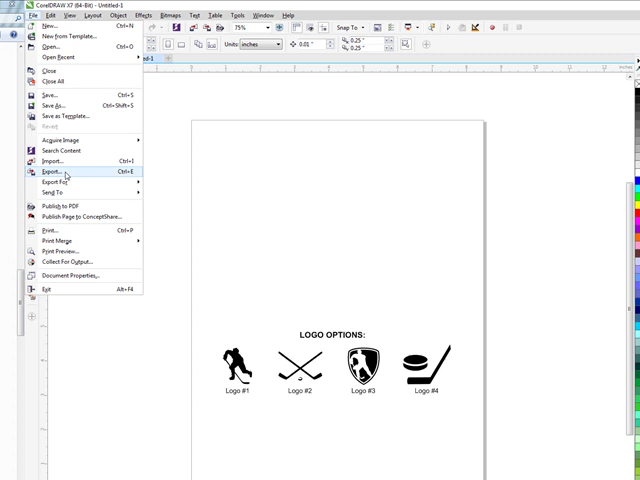 CorelDRAW X7 (64-Bit) - Untitled-1
File Edit View Layout Object Effects Bitmaps Text Table Tools Window Help
New... Ctrl+N
New from Template...
Open... Ctrl+O
Open Recent
Close
Close All
Save... Ctrl+S
Save As... Ctrl+Shift+S
Save as Template...
Revert
Acquire Image
Search Content
Import... Ctrl+I
Export... Ctrl+E
Export For
Send To
Publish to PDF
Publish Page to ConceptShare...
Print... Ctrl+P
Print Merge
Print Preview...
Collect For Output...
Document Properties...
Exit Alt+F4
75%
Snap To
Units: inches
0.01 "
0.25 "
0.25 "
inches
LOGO OPTIONS:
Logo #1 Logo #2 Logo #3 Logo #4